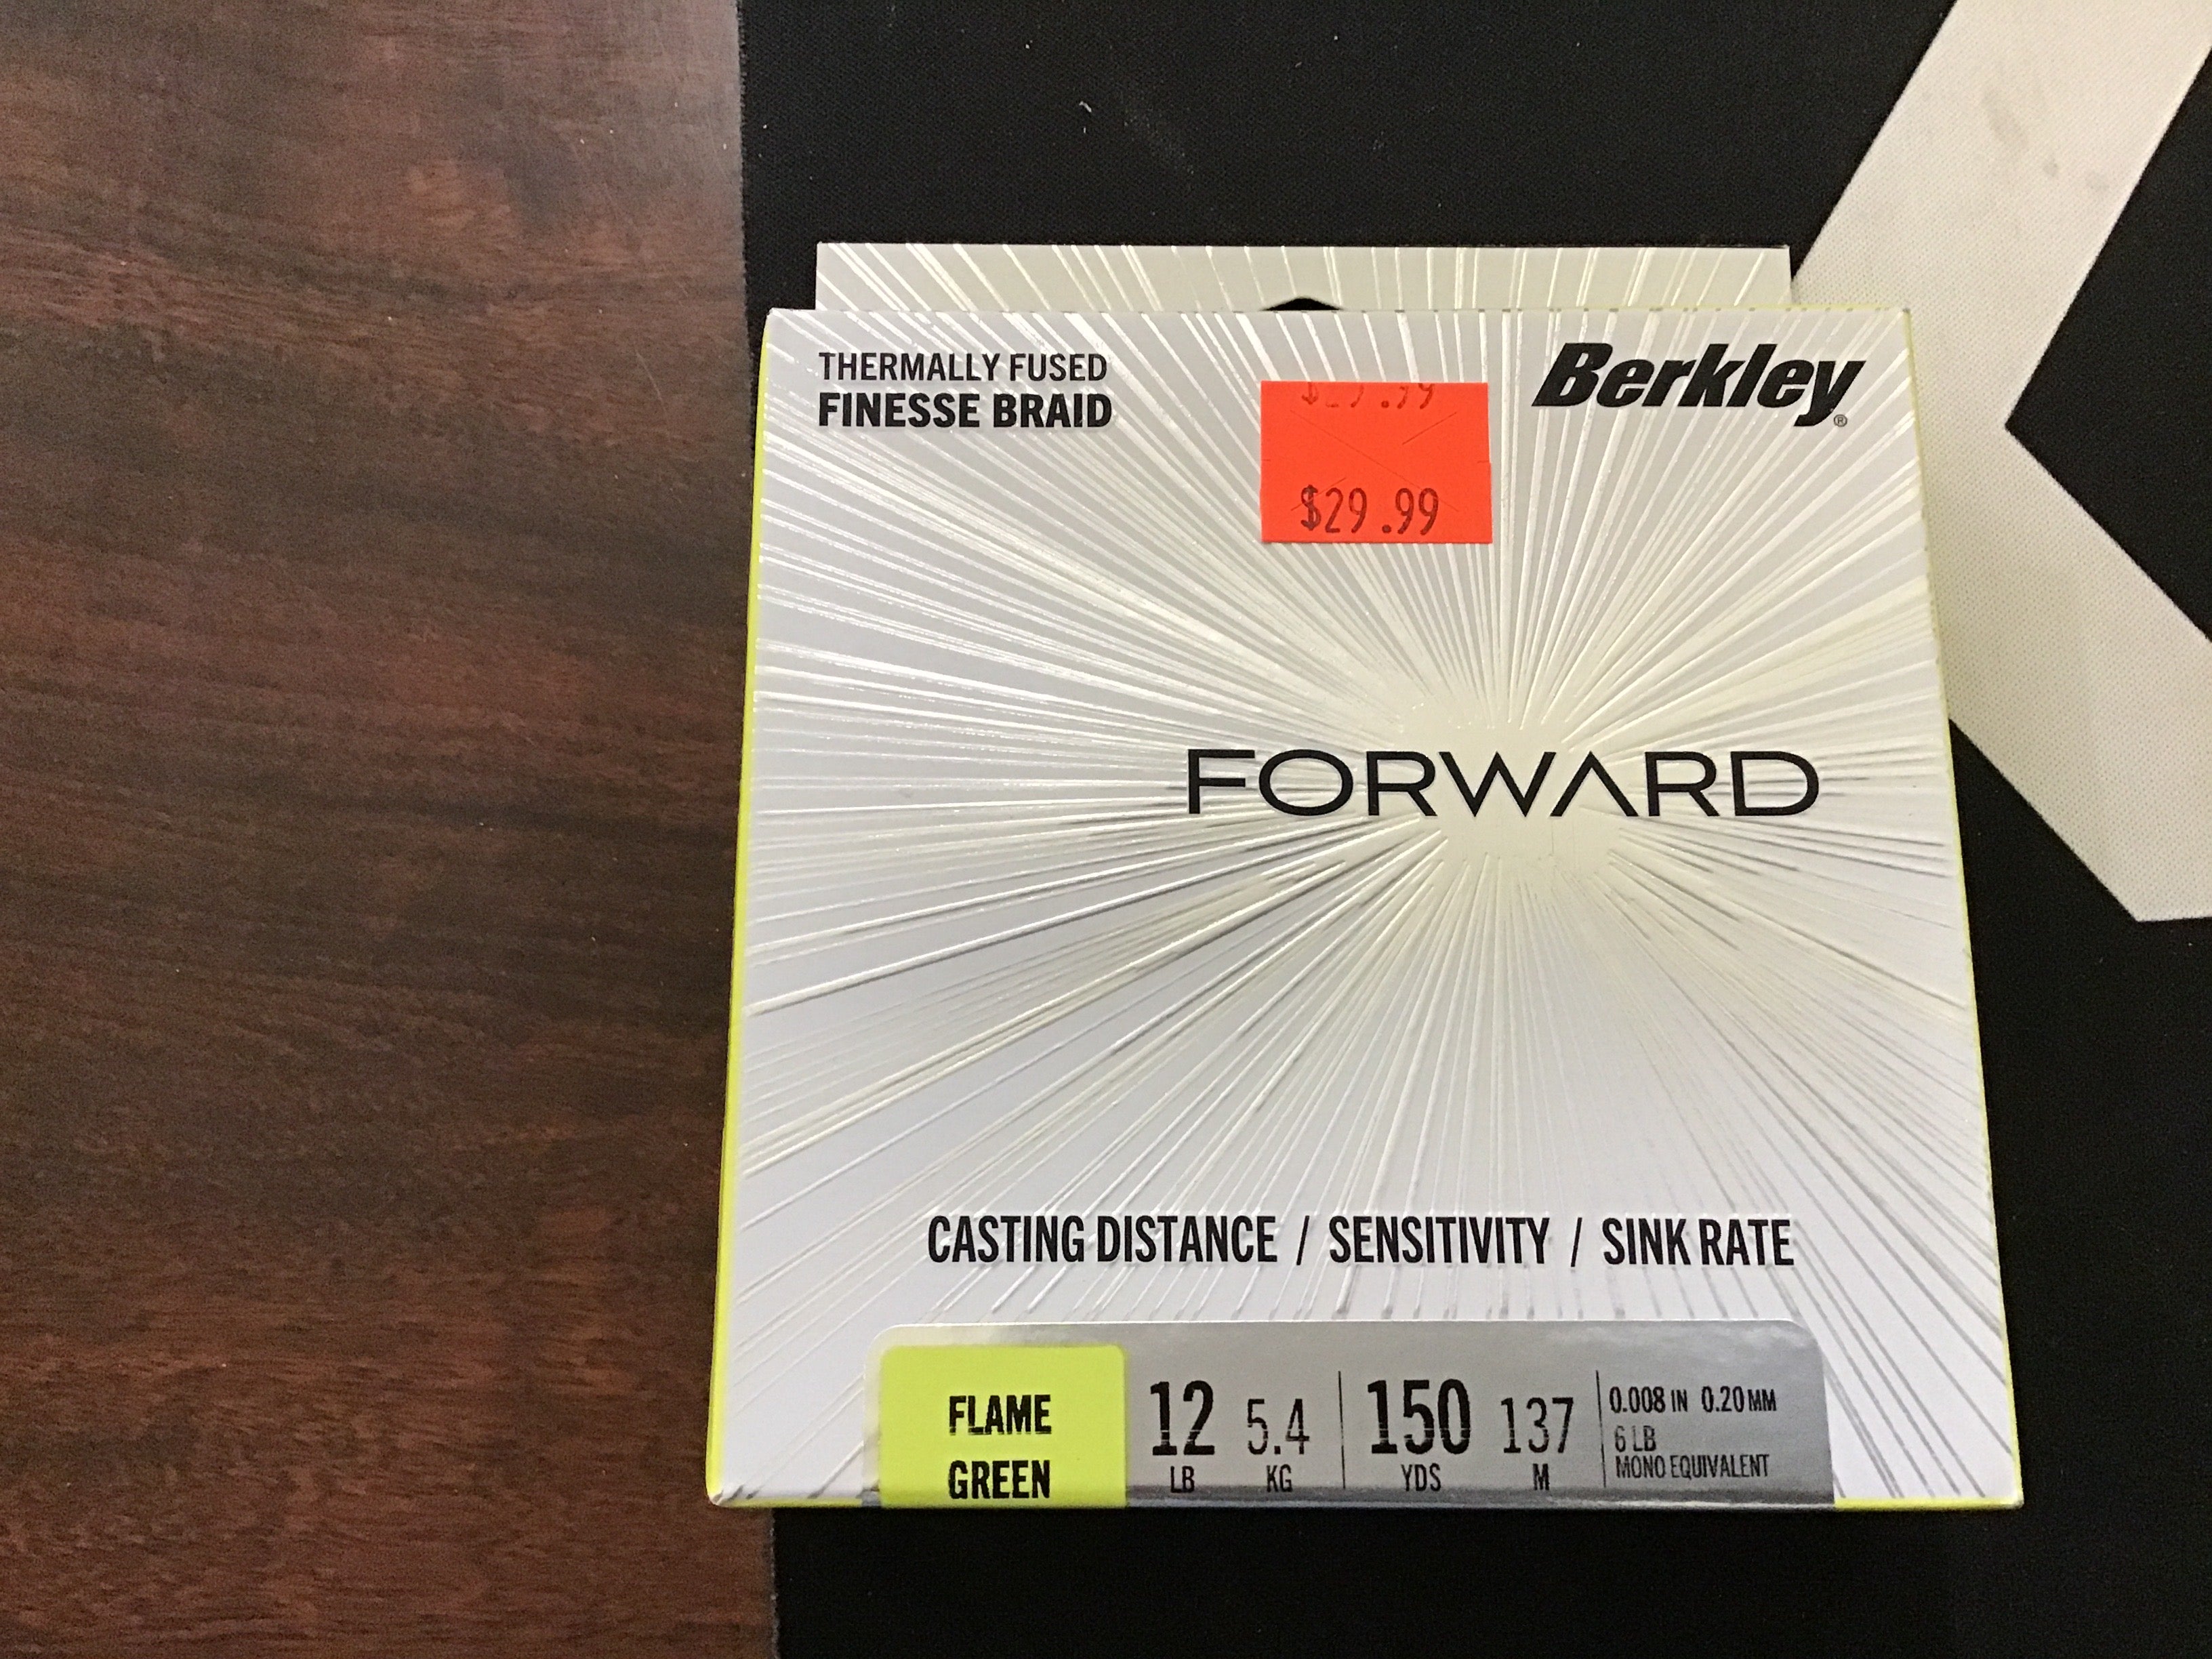 THERMALLY FUSED
FINESSE BRAID
Berkley®
$29.99
FORWARD
CASTING DISTANCE / SENSITIVITY / SINK RATE
FLAME
GREEN
12
LB
5.4
KG
150
YDS
137
M
0.008 IN 0.20 MM
6 LB
MONO EQUIVALENT